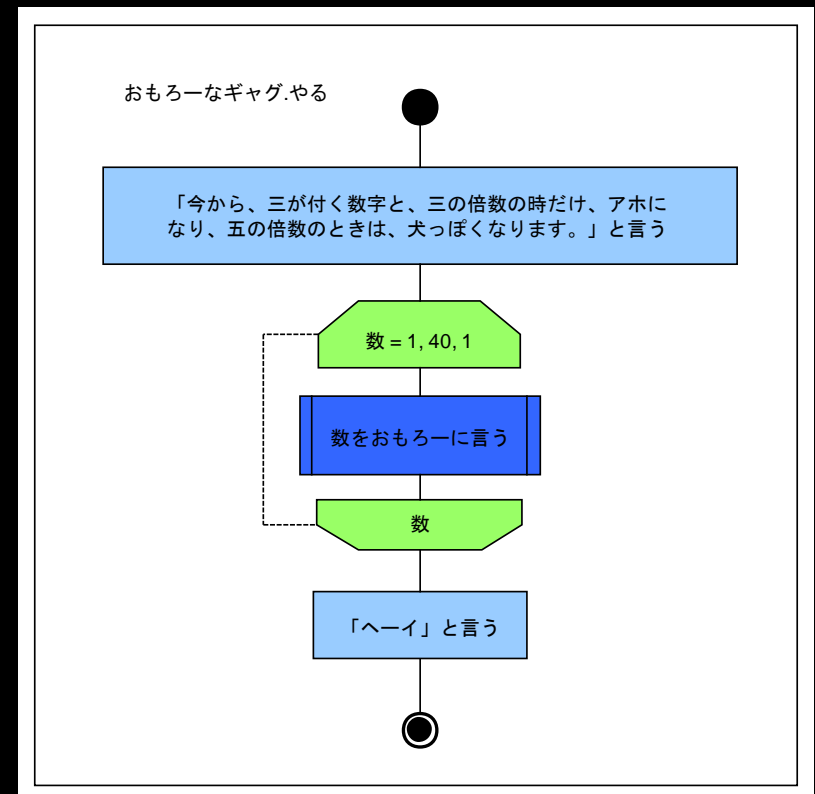 おもろーなギャグ.やる
「今から、三が付く数字と、三の倍数の時だけ、アホに
なり、五の倍数のときは、犬っぽくなります。」と言う
数 = 1, 40, 1
数をおもろーに言う
数
「ヘーイ」と言う